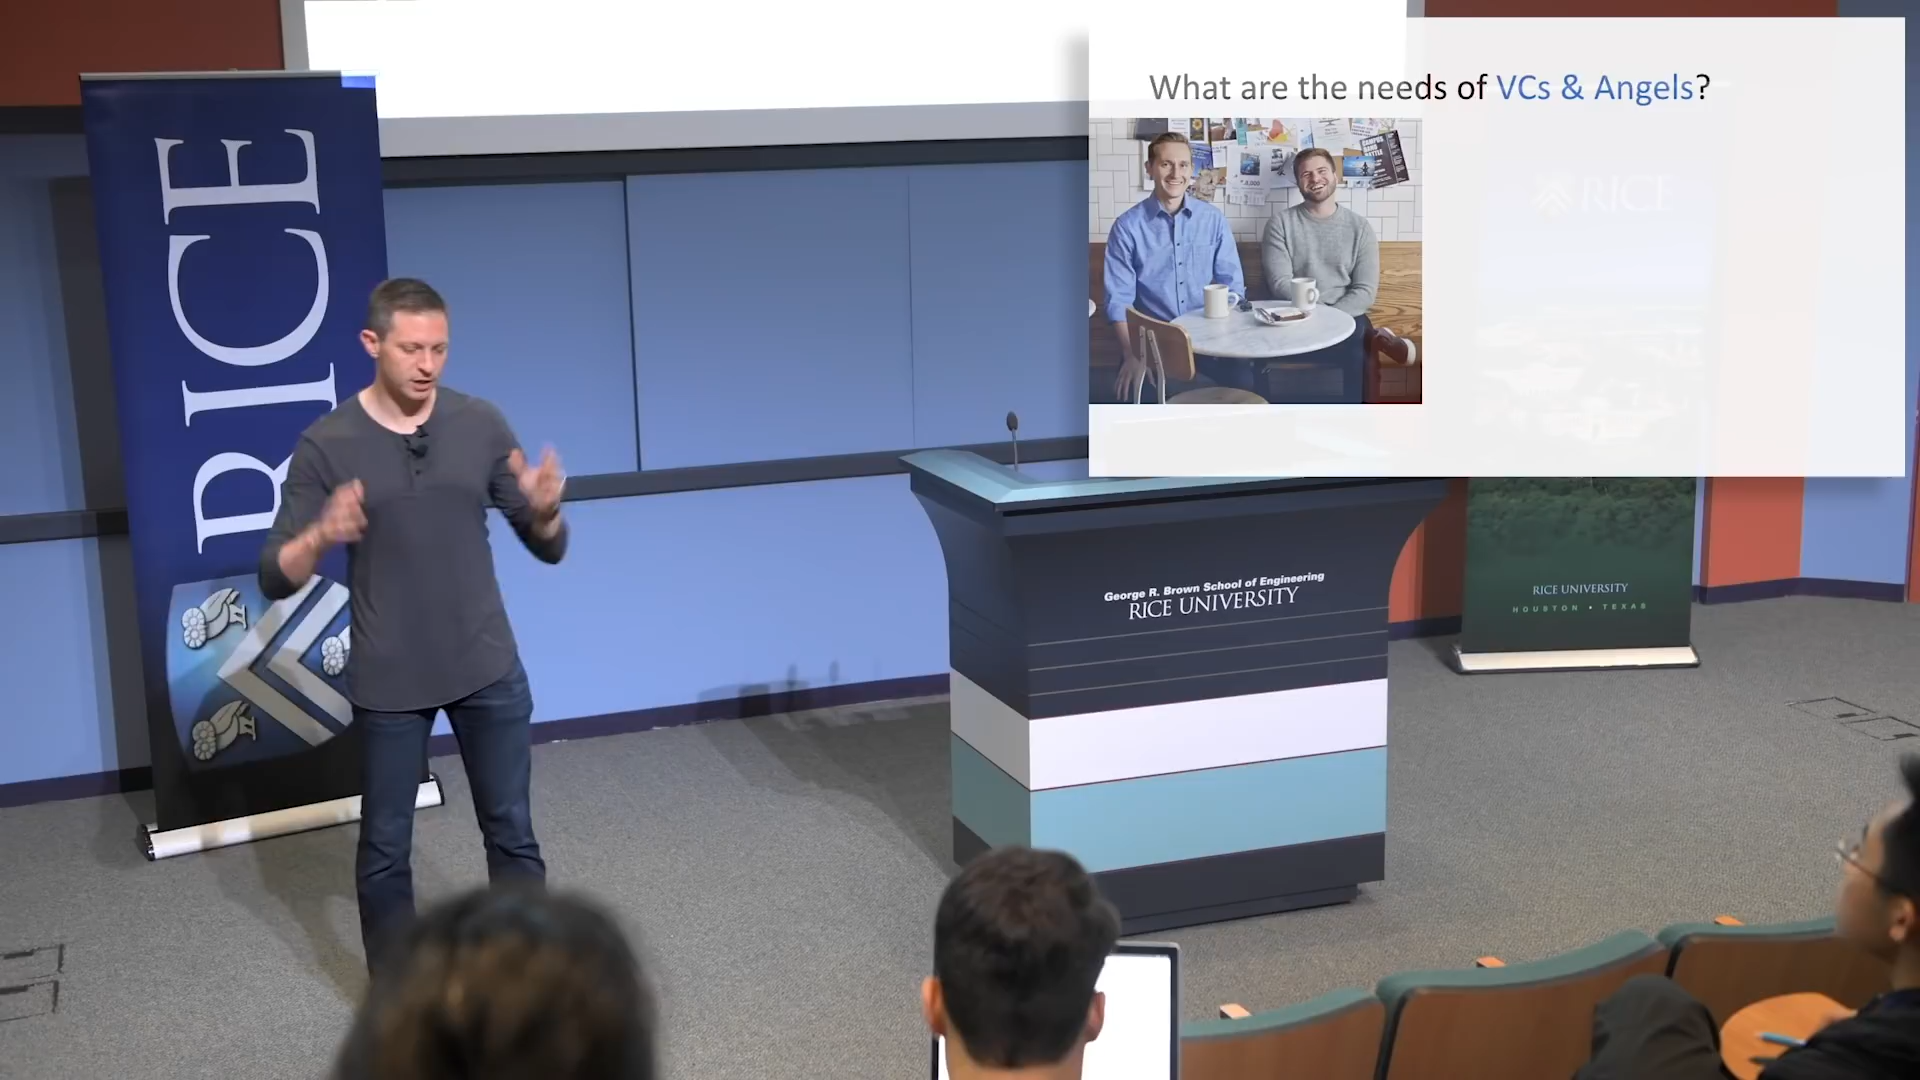 What are the needs of VCs & Angels?
RICE
RICE
George R. Brown School of Engineering
RICE UNIVERSITY
RICE UNIVERSITY
HOUSTON • TEXAS